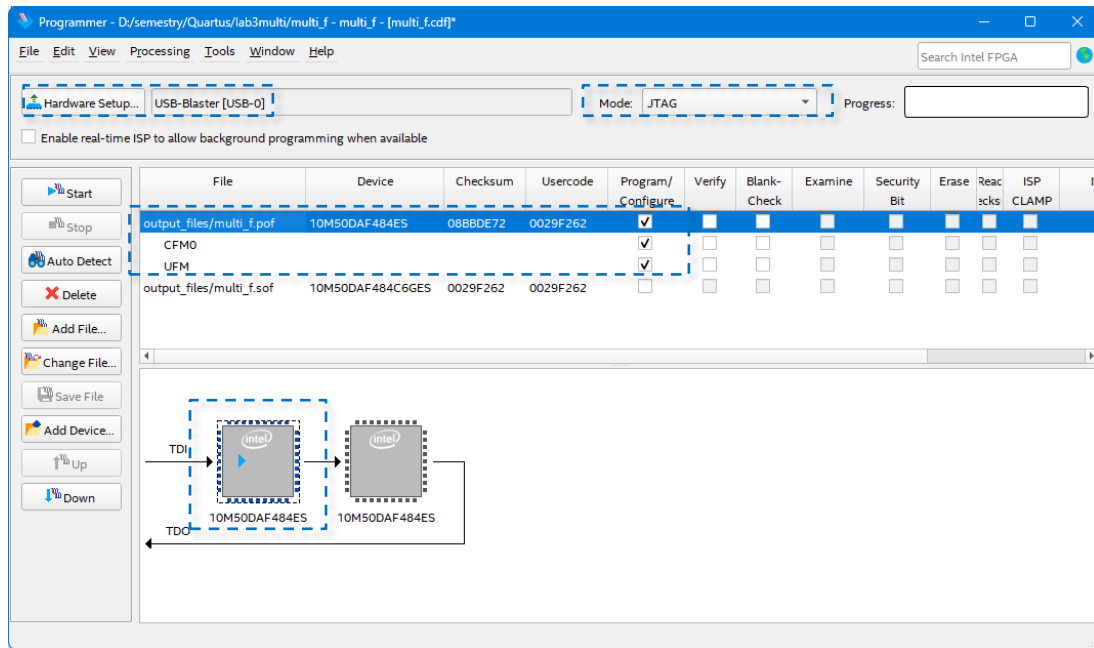 Programmer - D:/semestry/Quartus/lab3multi/multi_f - multi_f - [multi_f.cdf]*
File Edit View Processing Tools Window Help
Search Intel FPGA
Hardware Setup... USB-Blaster [USB-0] Mode: JTAG Progress:
Enable real-time ISP to allow background programming when available
File Device Checksum Usercode Program/ Verify Blank- Examine Security Erase Reac ISP I
Configure Check Bit ecks CLAMP
output_files/multi_f.pof 10M50DAF484ES 08BBDE72 0029F262
CFM0
UFM
output_files/multi_f.sof 10M50DAF484C6GES 0029F262 0029F262
Start
Stop
Auto Detect
Delete
Add File...
Change File...
Save File
Add Device...
Up
Down
intel intel
TDI
10M50DAF484ES 10M50DAF484ES
TDO